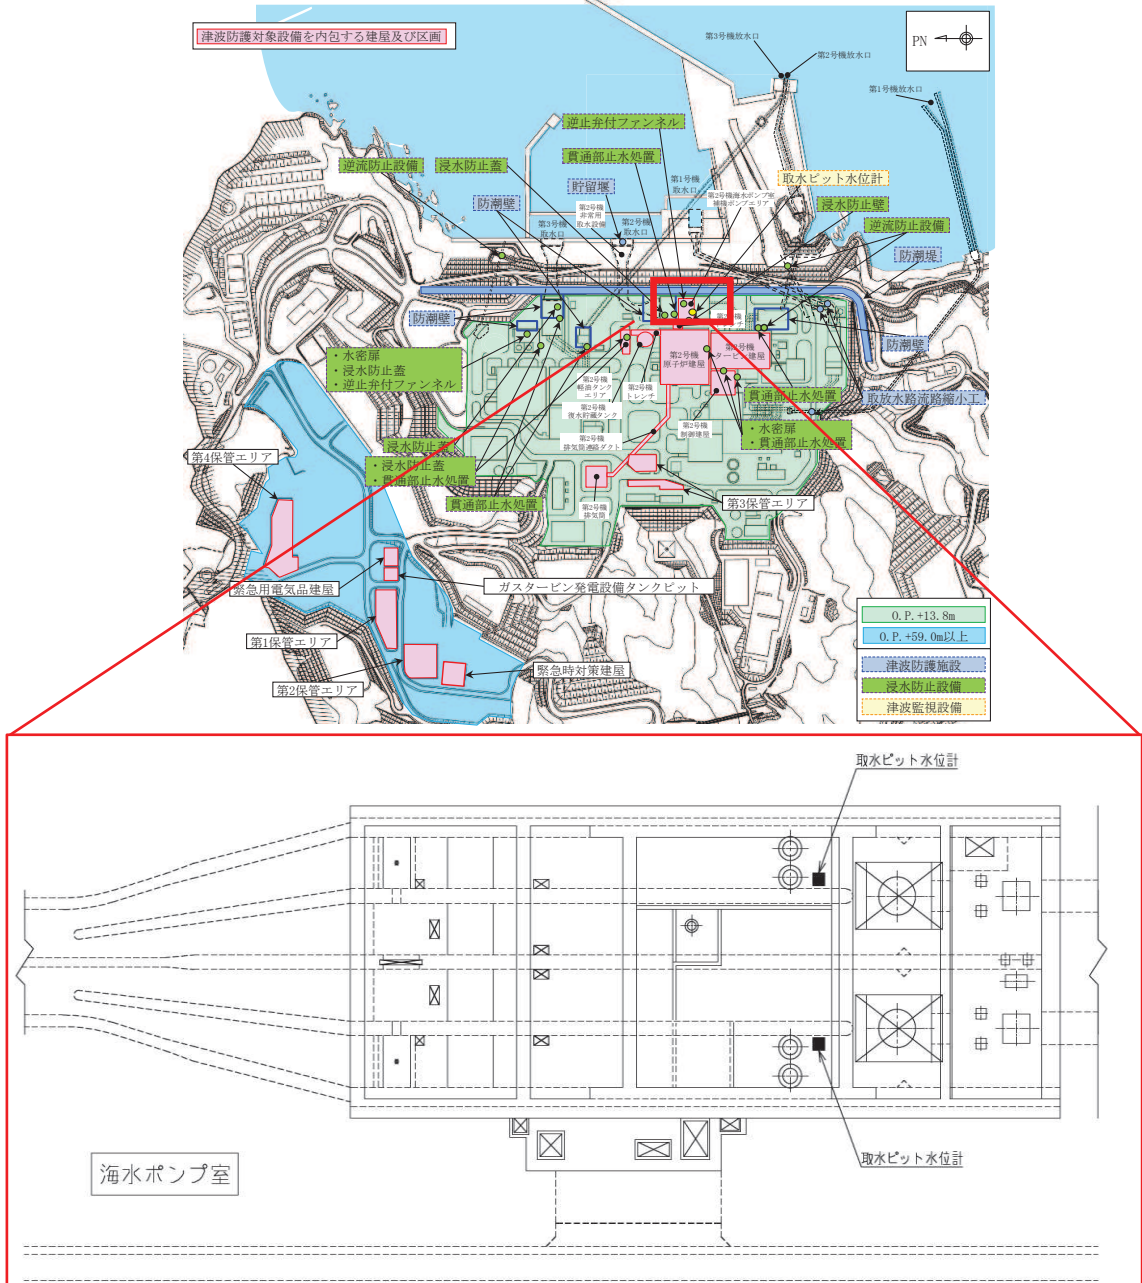 津波防護対象設備を内包する建屋及び区画
PN
第3号機放水口
第2号機放水口
第1号機放水口
逆止弁付ファンネル
貫通部止水処置
逆流防止設備
浸水防止蓋
防潮壁
貯留堰
第1号機
取水口
第2号機海水ポンプ室
補機ポンプエリア
取水ピット水位計
浸水防止壁
逆流防止設備
防潮堤
第3号機
取水口
第2号機
非常用
取水設備
第2号機
取水口
防潮壁
・水密扉
・浸水防止蓋
・逆止弁付ファンネル
第2号機
軽油タンク
エリア
第2号機
復水貯蔵タンク
第2号機
トレンチ
第2号機
原子炉建屋
第2号機
タービン建屋
防潮壁
貫通部止水処置
取放水路流路縮小工
第2号機
制御建屋
・水密扉
・貫通部止水処置
第2号機
排気筒連絡ダクト
浸水防止蓋
・浸水防止蓋
・貫通部止水処置
貫通部止水処置
第2号機
排気筒
第3保管エリア
第4保管エリア
緊急用電気品建屋
ガスタービン発電設備タンクピット
第1保管エリア
第2保管エリア
緊急時対策建屋
O.P.+13.8m
O.P.+59.0m以上
津波防護施設
浸水防止設備
津波監視設備
取水ピット水位計
取水ピット水位計
海水ポンプ室